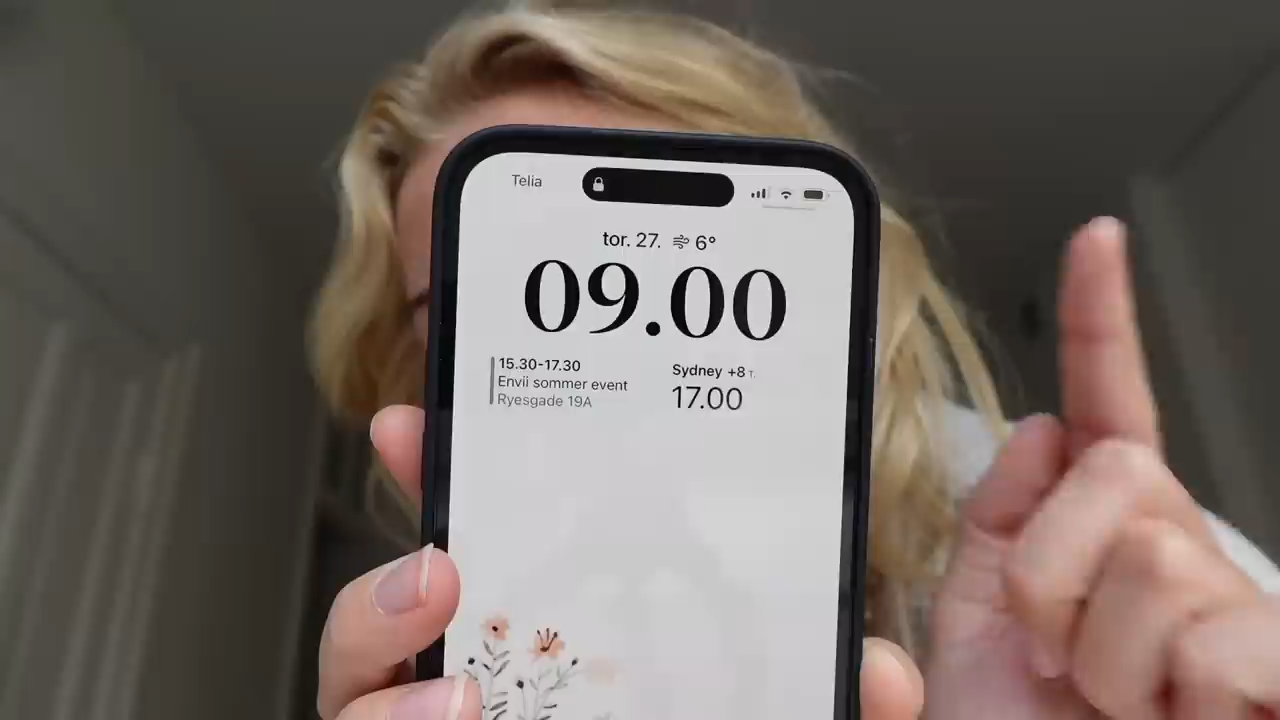 Telia
tor. 27. 6°
09.00
15.30-17.30
Envii sommer event
Ryesgade 19A
Sydney +8 T.
17.00